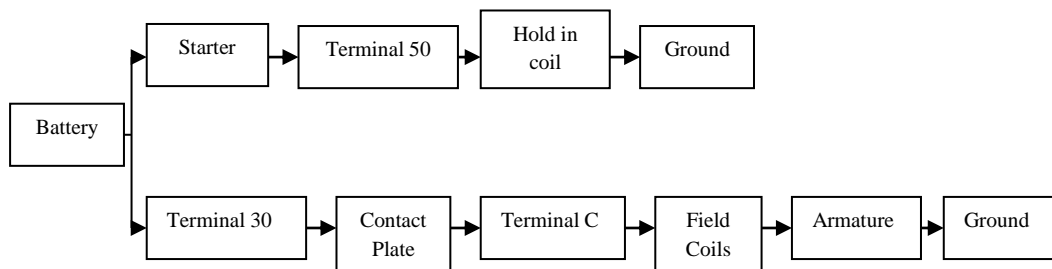 Starter
Terminal 50
Hold in
coil
Ground
Battery
Terminal 30
Contact
Plate
Terminal C
Field
Coils
Armature
Ground